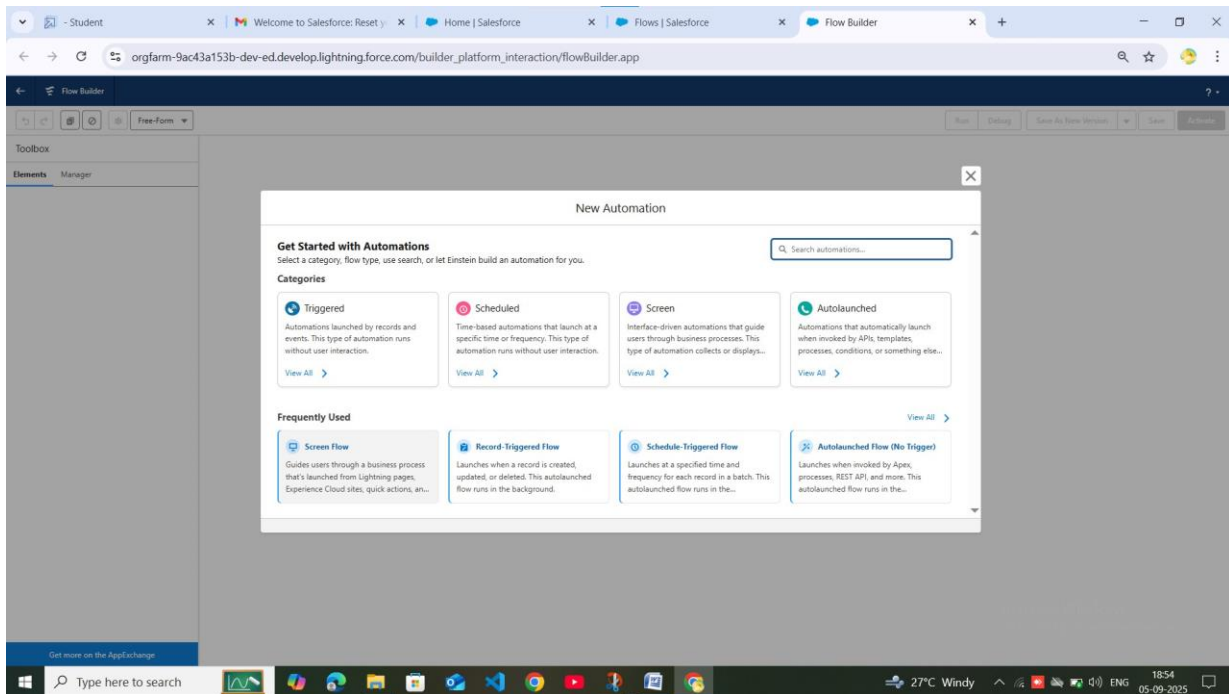 - Student
Welcome to Salesforce: Reset y
Home | Salesforce
Flows | Salesforce
Flow Builder
orgfarm-9ac43a153b-dev-ed.develop.lightning.force.com/builder_platform_interaction/flowBuilder.app
Flow Builder
?
Free-Form
Run
Debug
Save As New Version
Save
Activate
Toolbox
Elements
Manager
New Automation
Get Started with Automations
Search automations...
Select a category, flow type, use search, or let Einstein build an automation for you.
Categories
Triggered
Automations launched by records and
events. This type of automation runs
without user interaction.
View All
Scheduled
Time-based automations that launch at a
specific time or frequency. This type of
automation runs without user interaction.
View All
Screen
Interface-driven automations that guide
users through business processes. This
type of automation collects or displays...
View All
Autolaunched
Automations that automatically launch
when invoked by APIs, templates,
processes, conditions, or something else...
View All
Frequently Used
View All
Screen Flow
Guides users through a business process
that's launched from Lightning pages,
Experience Cloud sites, quick actions, an...
Record-Triggered Flow
Launches when a record is created,
updated, or deleted. This autolaunched
flow runs in the background.
Schedule-Triggered Flow
Launches at a specified time and
frequency for each record in a batch. This
autolaunched flow runs in the...
Autolaunched Flow (No Trigger)
Launches when invoked by Apex,
processes, REST API, and more. This
autolaunched flow runs in the...
Get more on the AppExchange
Type here to search
27°C Windy
ENG
18:54
05-09-2025